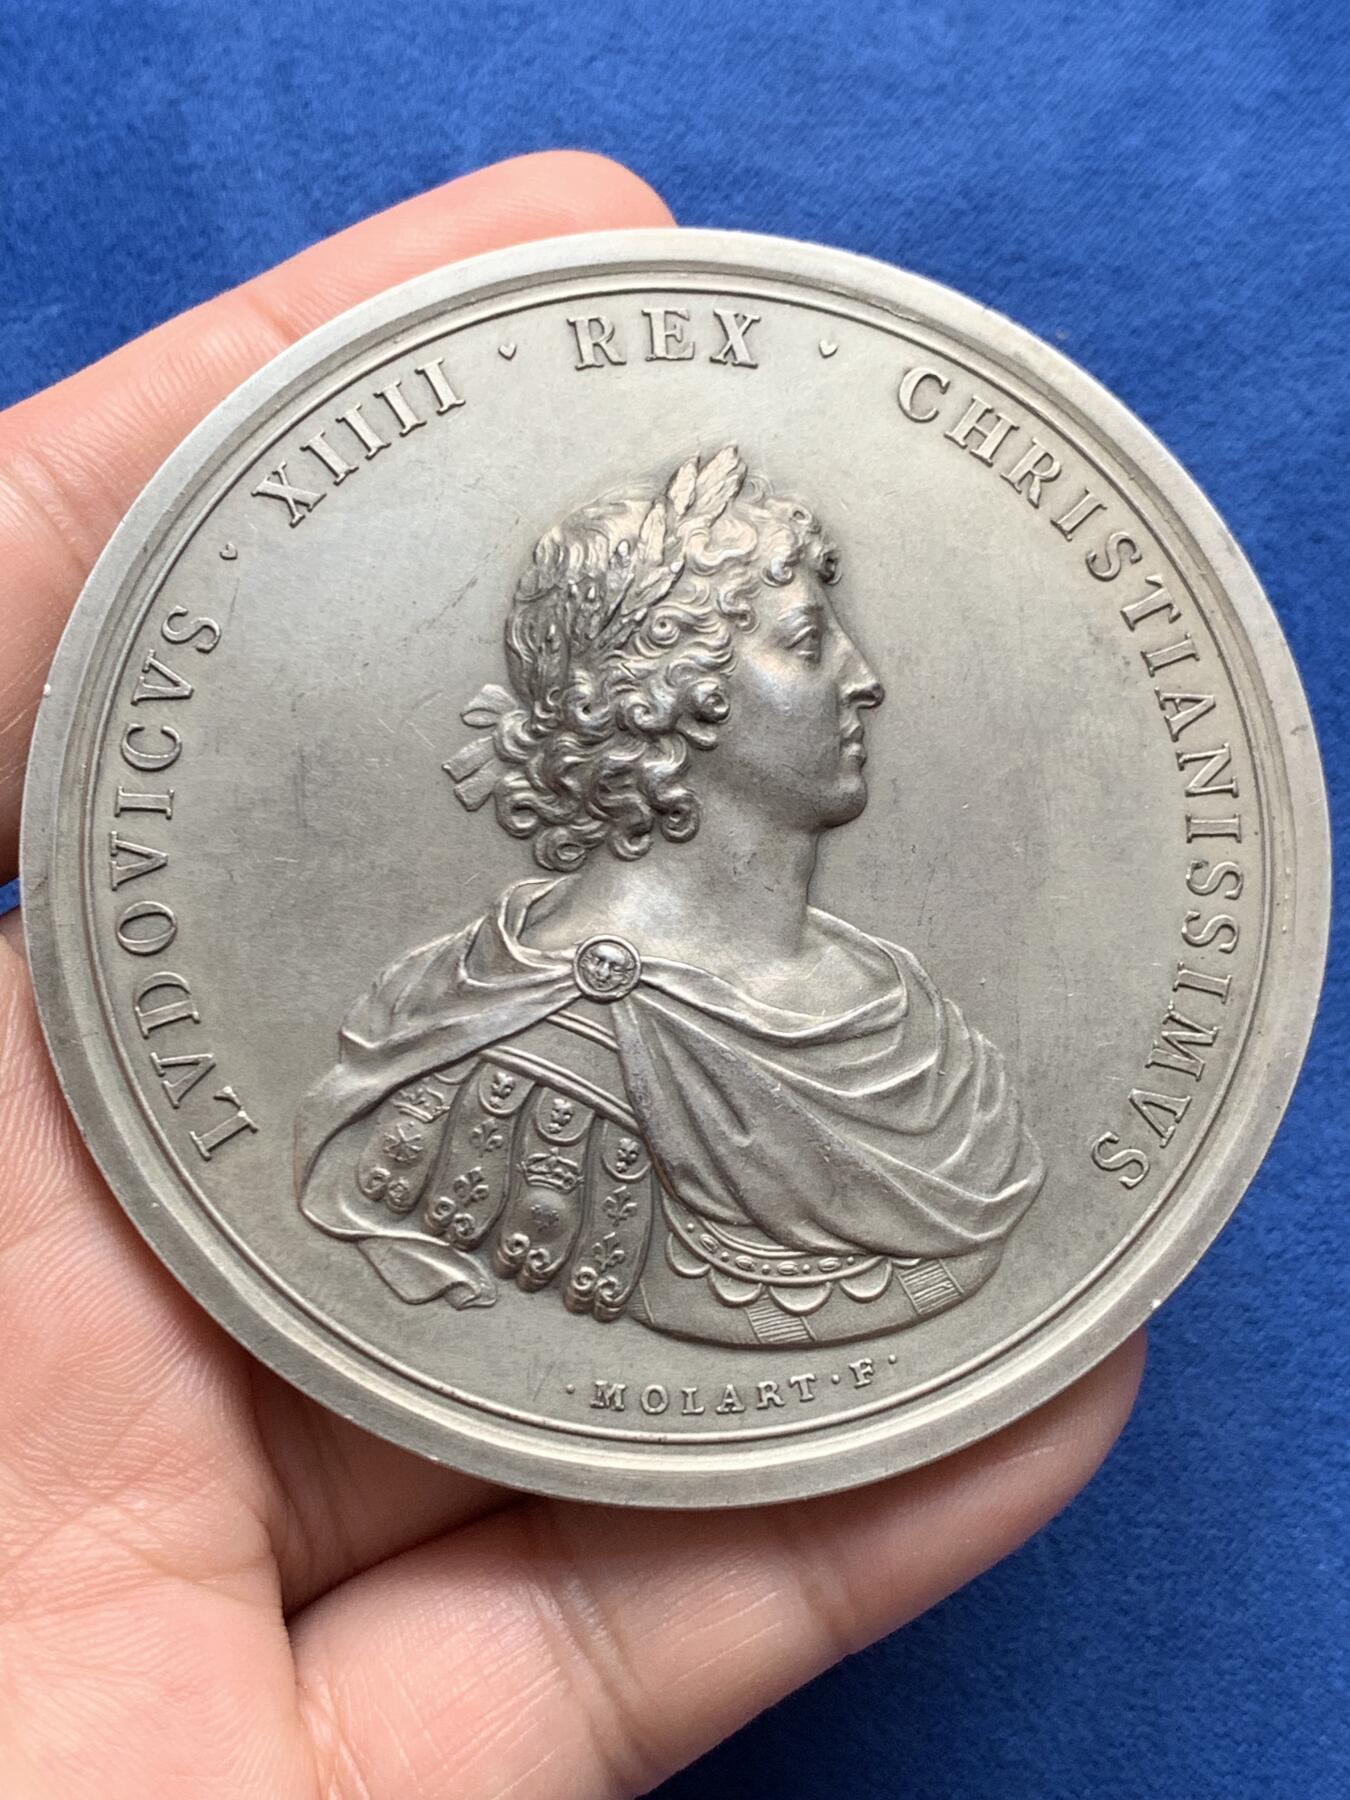 LVDOVICVS · XIIII · REX · CHRISTIANISSIMVS
· MOLART · F ·